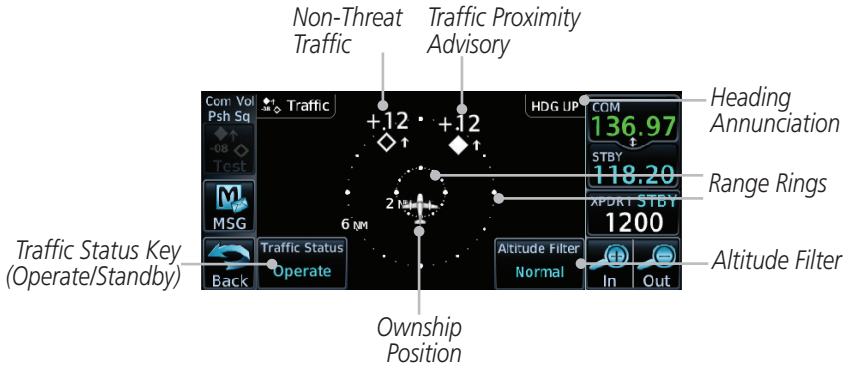 Non-Threat
Traffic
Traffic Proximity
Advisory
Com Vol
Psh Sq
-08
Traffic
+.12
+.12
HDG UP
COM
136.97
Heading
Annunciation
-08
Test
STBY
118.20
Range Rings
MSG
2 NM
XPDRT STBY
1200
6 NM
Traffic Status Key
(Operate/Standby)
Back
Traffic Status
Operate
Altitude Filter
Normal
In
Out
Altitude Filter
Ownship
Position